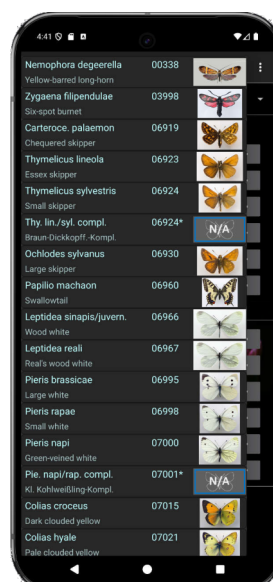 4:41
Nemophora degeerella 00338
Yellow-barred long-horn
Zygaena filipendulae 03998
Six-spot burnet
Carteroce. palaemon 06919
Chequered skipper
Thymelicus lineola 06923
Essex skipper
Thymelicus sylvestris 06924
Small skipper
Thy. lin./syl. compl. 06924* N/A
Braun-Dickkopff.-Kompl.
Ochlodes sylvanus 06930
Large skipper
Papilio machaon 06960
Swallowtail
Leptidea sinapis/juvern. 06966
Wood white
Leptidea reali 06967
Real's wood white
Pieris brassicae 06995
Large white
Pieris rapae 06998
Small white
Pieris napi 07000
Green-veined white
Pie. napi/rap. compl. 07001* N/A
Kl. Kohlweißling-Kompl.
Colias croceus 07015
Dark clouded yellow
Colias hyale 07021
Pale clouded yellow